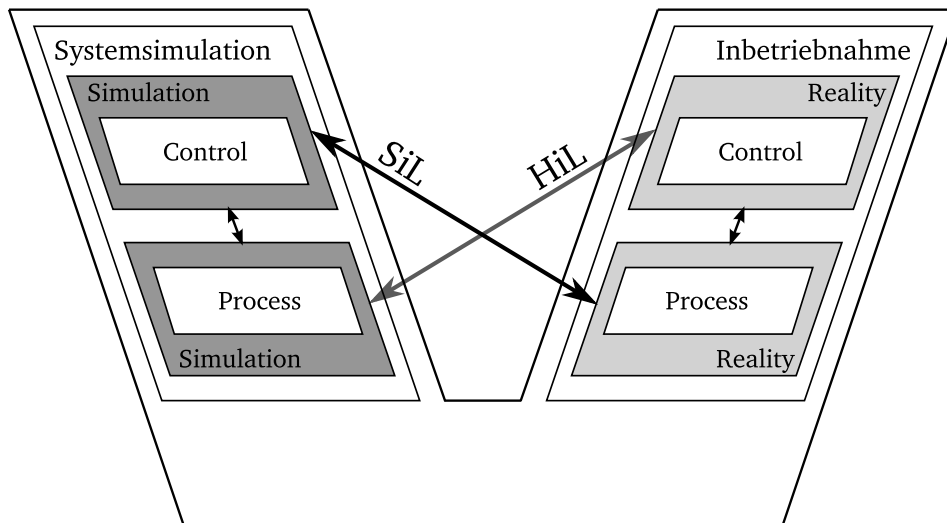 Systemsimulation
Simulation
Control
Process
Simulation
SiL
HiL
Inbetriebnahme
Reality
Control
Process
Reality